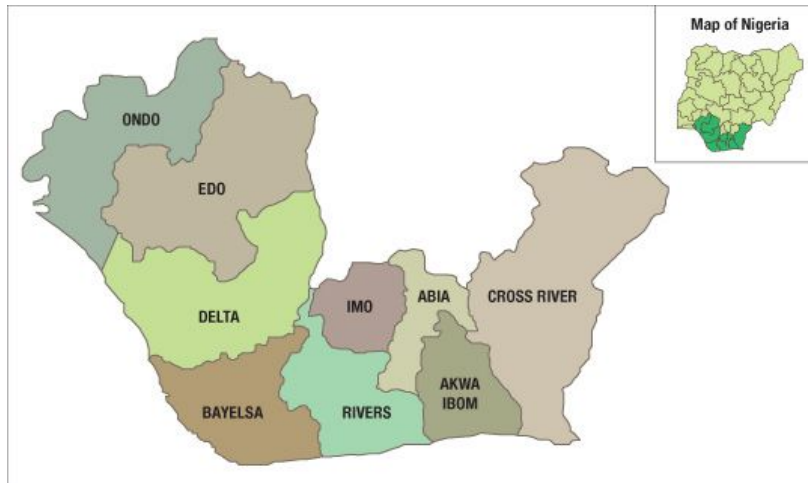 Map of Nigeria
ONDO
EDO
DELTA
IMO
ABIA
CROSS RIVER
BAYELSA
RIVERS
AKWA
IBOM